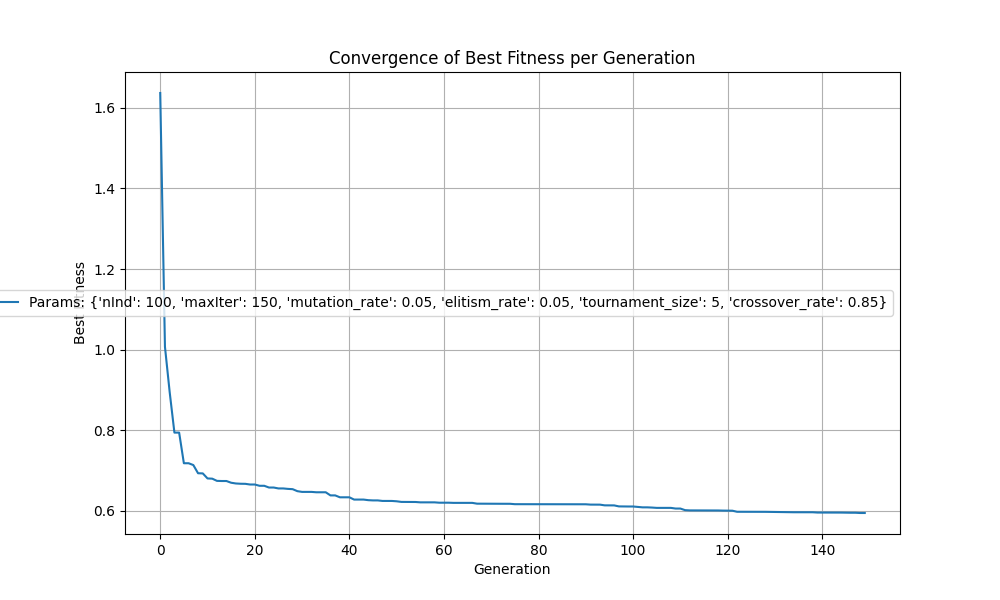 Convergence of Best Fitness per Generation
1.6
1.4
1.2
1.0
0.8
0.6
Best
ness
Params: {'nInd': 100, 'maxIter': 150, 'mutation_rate': 0.05, 'elitism_rate': 0.05, 'tournament_size': 5, 'crossover_rate': 0.85}
0 20 40 60 80 100 120 140
Generation